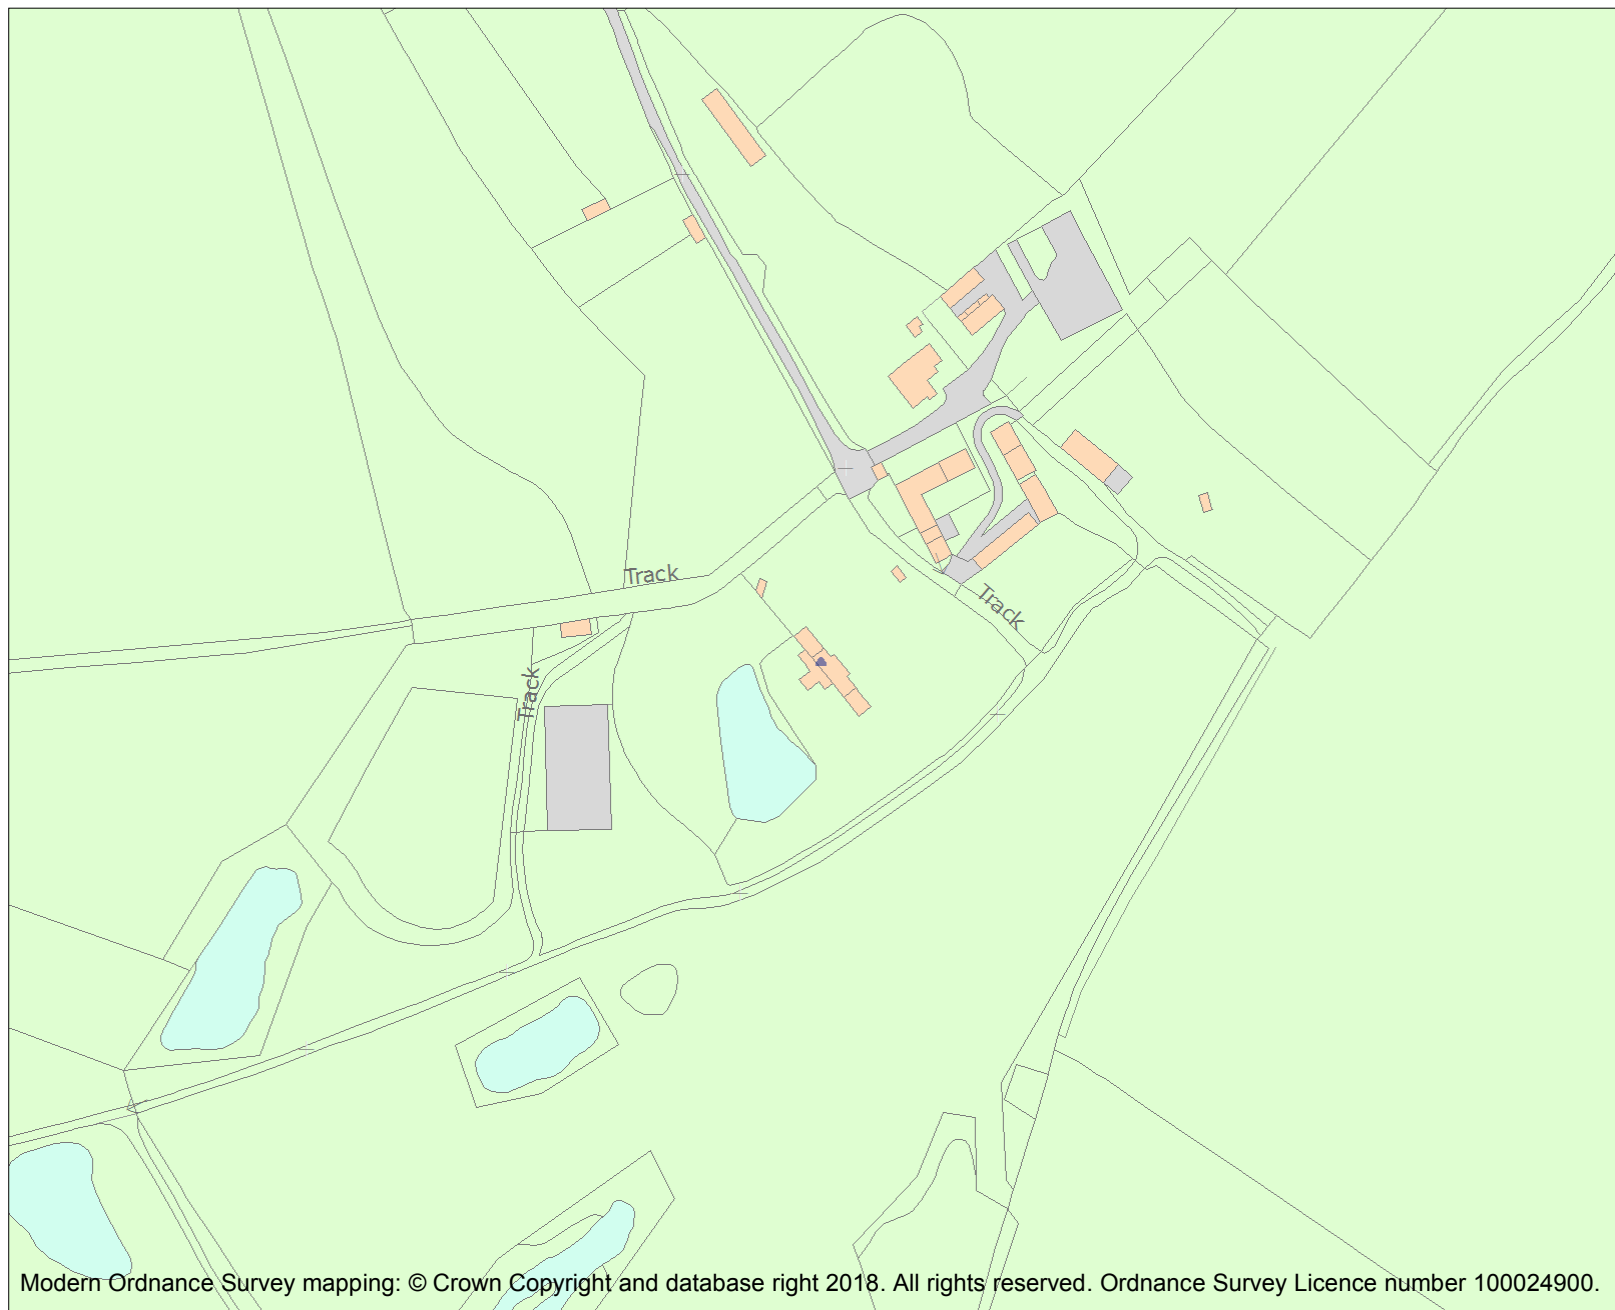 Track
Track
Track
Modern Ordnance Survey mapping: © Crown Copyright and database right 2018. All rights reserved. Ordnance Survey Licence number 100024900.